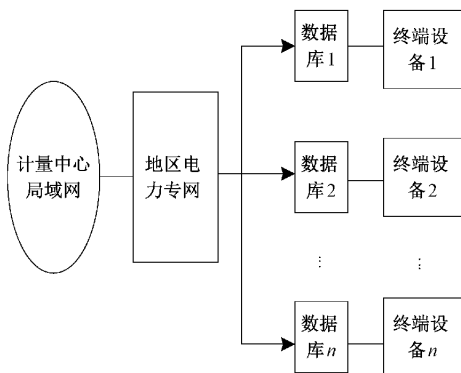 数据
库1
终端设
备1
计量中心
局域网
地区电
力专网
数据
库2
终端设
备2
⋮
⋮
数据
库n
终端设
备n